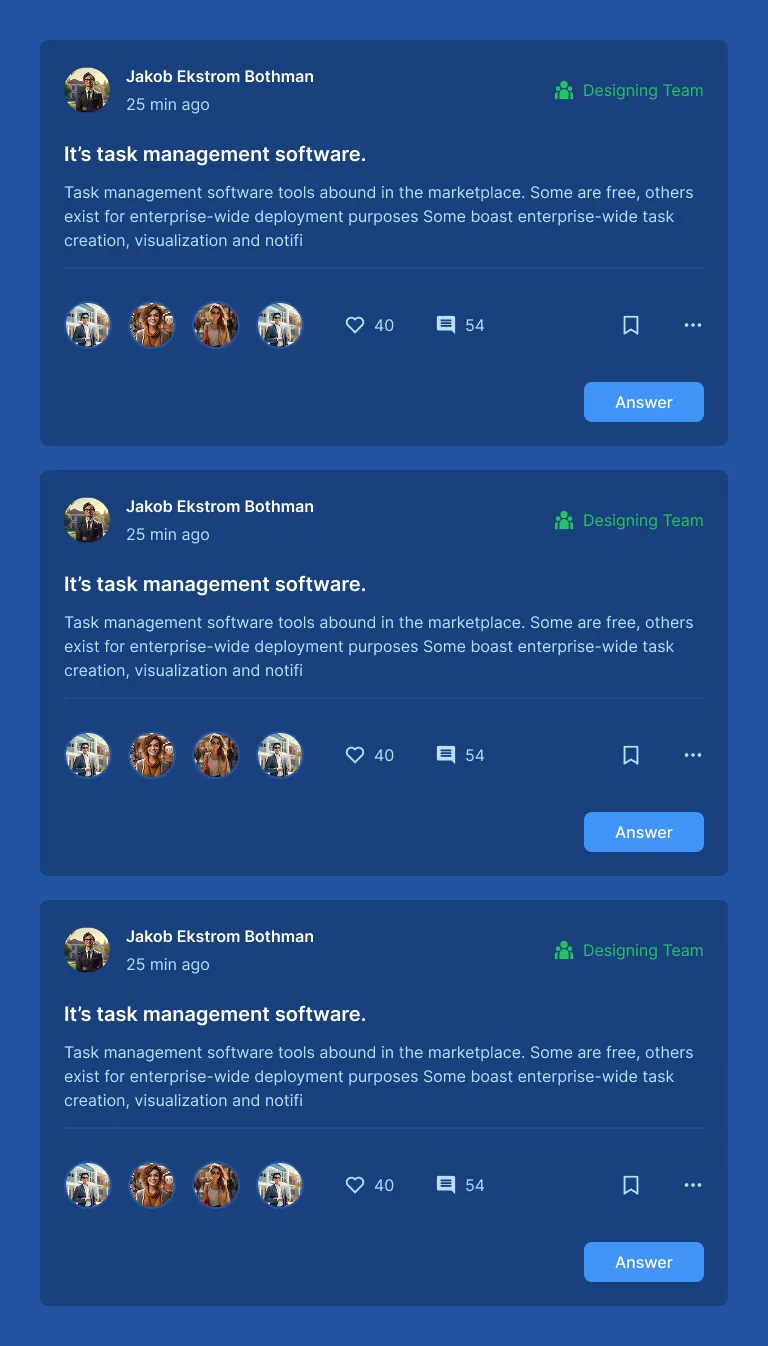 Jakob Ekstrom Bothman
25 min ago
Designing Team
It’s task management software.
Task management software tools abound in the marketplace. Some are free, others
exist for enterprise-wide deployment purposes Some boast enterprise-wide task
creation, visualization and notifi
40
54
Answer
Jakob Ekstrom Bothman
25 min ago
Designing Team
It’s task management software.
Task management software tools abound in the marketplace. Some are free, others
exist for enterprise-wide deployment purposes Some boast enterprise-wide task
creation, visualization and notifi
40
54
Answer
Jakob Ekstrom Bothman
25 min ago
Designing Team
It’s task management software.
Task management software tools abound in the marketplace. Some are free, others
exist for enterprise-wide deployment purposes Some boast enterprise-wide task
creation, visualization and notifi
40
54
Answer